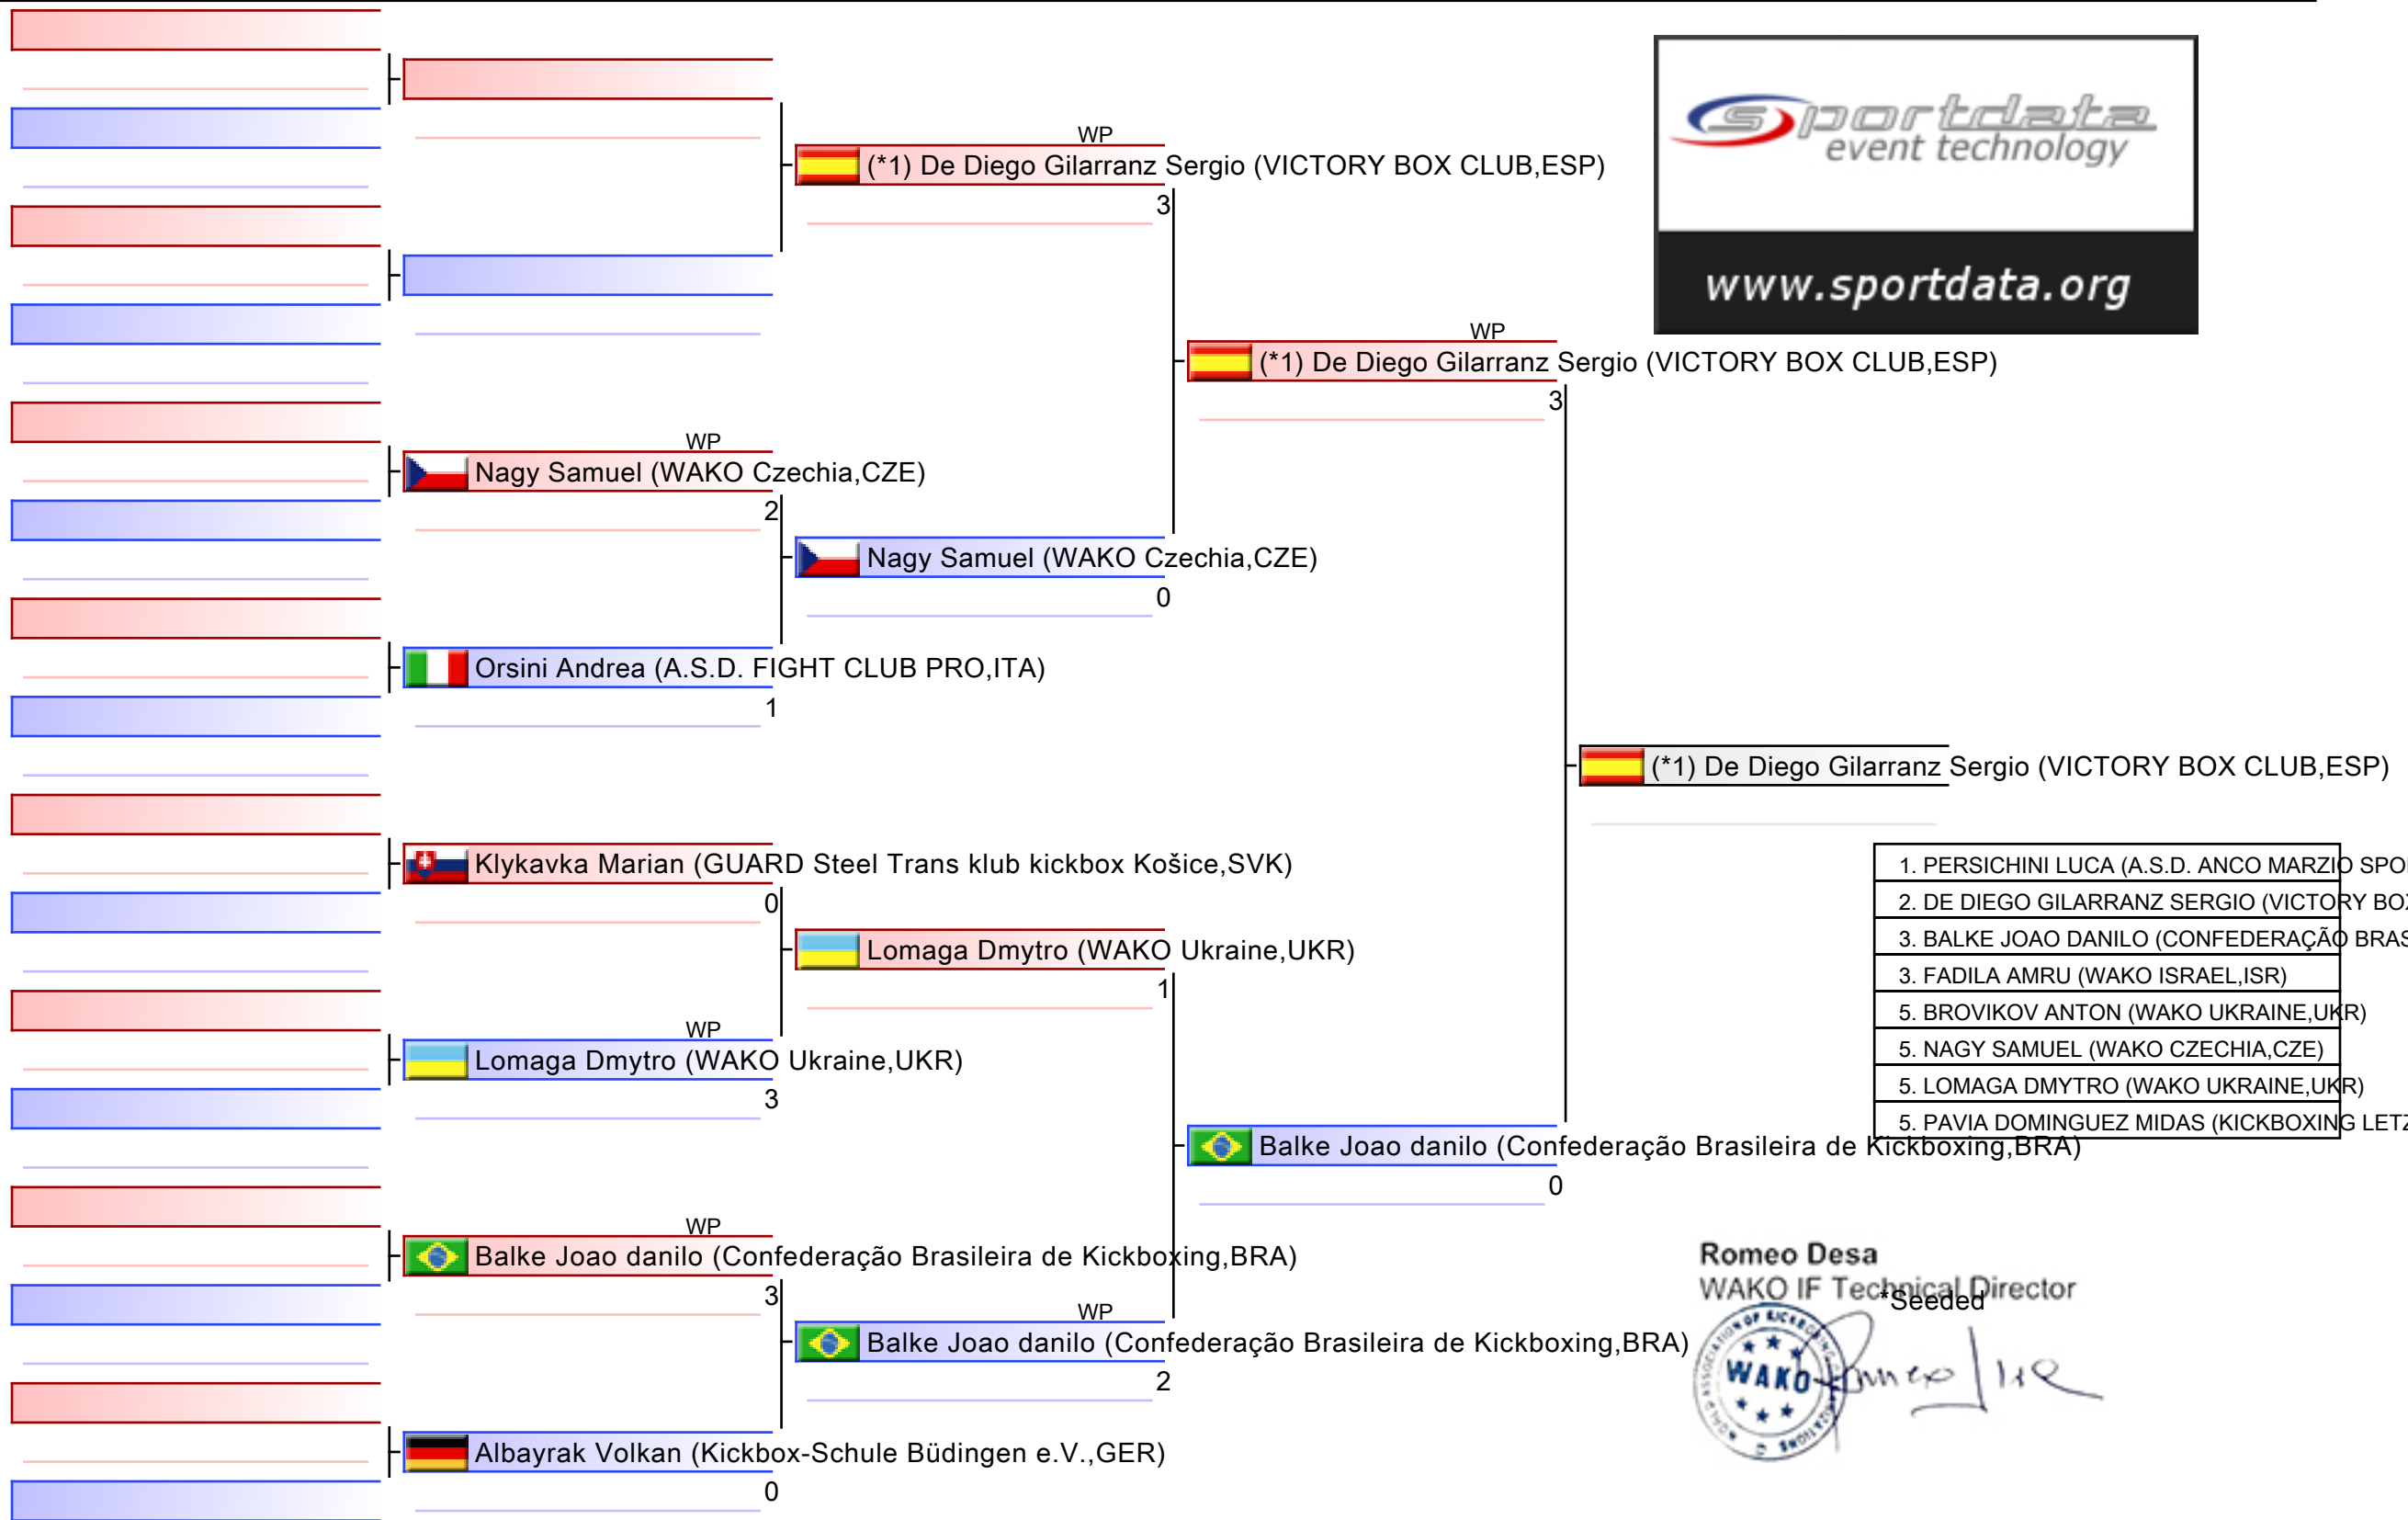 sportdata
event technology
www.sportdata.org
WP
(*1) De Diego Gilarranz Sergio (VICTORY BOX CLUB,ESP)
3
WP
(*1) De Diego Gilarranz Sergio (VICTORY BOX CLUB,ESP)
3
WP
Nagy Samuel (WAKO Czechia,CZE)
2
Nagy Samuel (WAKO Czechia,CZE)
0
Orsini Andrea (A.S.D. FIGHT CLUB PRO,ITA)
1
(*1) De Diego Gilarranz Sergio (VICTORY BOX CLUB,ESP)
Klykavka Marian (GUARD Steel Trans klub kickbox Košice,SVK)
0
Lomaga Dmytro (WAKO Ukraine,UKR)
1
WP
Lomaga Dmytro (WAKO Ukraine,UKR)
3
1. PERSICHINI LUCA (A.S.D. ANCO MARZIO
2. DE DIEGO GILARRANZ SERGIO (VICTORY
3. BALKE JOAO DANILO (CONFEDERAÇÃO
3. FADILA AMRU (WAKO ISRAEL,ISR)
5. BROVIKOV ANTON (WAKO UKRAINE,UKR)
5. NAGY SAMUEL (WAKO CZECHIA,CZE)
5. LOMAGA DMYTRO (WAKO UKRAINE,UKR)
5. PAVIA DOMINGUEZ MIDAS (KICKBOXING
Balke Joao danilo (Confederação Brasileira de Kickboxing,BRA)
0
WP
Balke Joao danilo (Confederação Brasileira de Kickboxing,BRA)
3
WP
Balke Joao danilo (Confederação Brasileira de Kickboxing,BRA)
2
Albayrak Volkan (Kickbox-Schule Büdingen e.V.,GER)
0
Romeo Desa
WAKO IF Technical Director
*Seeded
WAKO